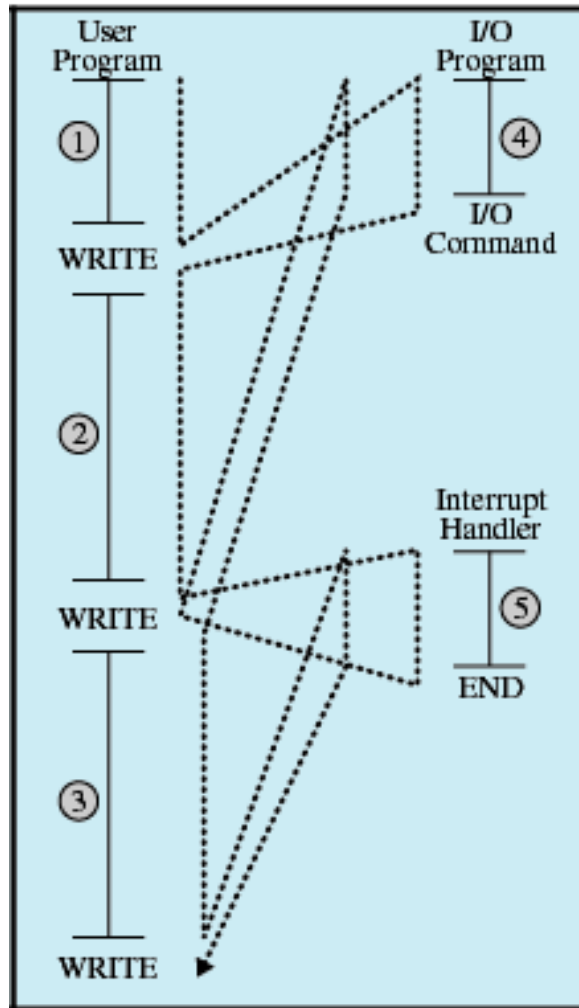 User
Program
I/O
Program
1
4
WRITE
I/O
Command
2
Interrupt
Handler
WRITE
5
END
3
WRITE